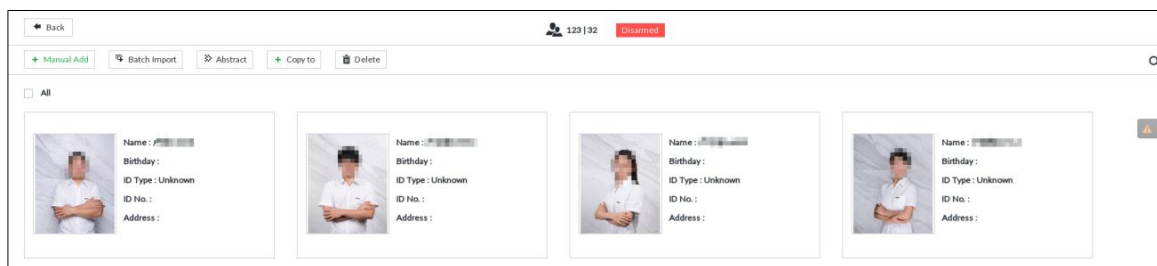 Back
123|32 Disarmed
+ Manual Add Batch Import Abstract + Copy to Delete
All
Name :
Birthday :
ID Type : Unknown
ID No. :
Address :
Name :
Birthday :
ID Type : Unknown
ID No. :
Address :
Name :
Birthday :
ID Type : Unknown
ID No. :
Address :
Name :
Birthday :
ID Type : Unknown
ID No. :
Address :